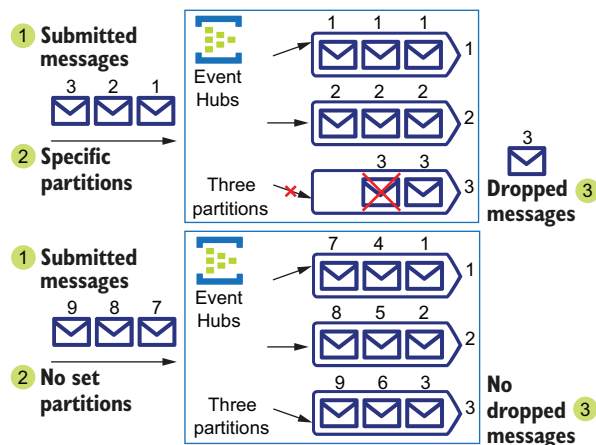 1 Submitted
messages
3 2 1
2 Specific
partitions
Event
Hubs
1 1 1
1
2 2 2
2
Three
partitions
3 3
3
3
Dropped 3
messages
1 Submitted
messages
9 8 7
2 No set
partitions
Event
Hubs
7 4 1
1
8 5 2
2
Three
partitions
9 6 3
3
No
dropped 3
messages